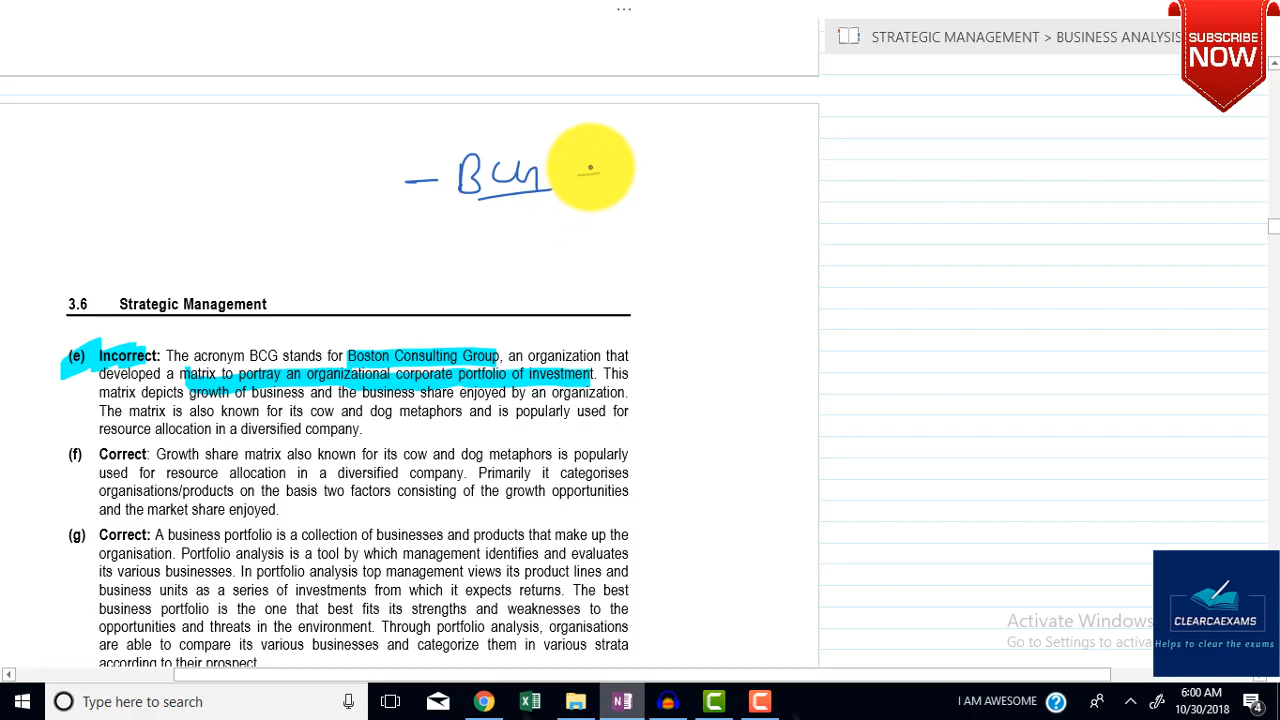 ...
STRATEGIC MANAGEMENT > BUSINESS ANALYSIS
SUBSCRIBE
NOW
– BCG –
3.6 Strategic Management
(e) Incorrect: The acronym BCG stands for Boston Consulting Group, an organization that
developed a matrix to portray an organizational corporate portfolio of investment. This
matrix depicts growth of business and the business share enjoyed by an organization.
The matrix is also known for its cow and dog metaphors and is popularly used for
resource allocation in a diversified company.
(f) Correct: Growth share matrix also known for its cow and dog metaphors is popularly
used for resource allocation in a diversified company. Primarily it categorises
organisations/products on the basis two factors consisting of the growth opportunities
and the market share enjoyed.
(g) Correct: A business portfolio is a collection of businesses and products that make up the
organisation. Portfolio analysis is a tool by which management identifies and evaluates
its various businesses. In portfolio analysis top management views its product lines and
business units as a series of investments from which it expects returns. The best
business portfolio is the one that best fits its strengths and weaknesses to the
opportunities and threats in the environment. Through portfolio analysis, organisations
are able to compare its various businesses and categorize them in various strata
according to their prospect
CLEARCAEXAMS
Helps to clear the exams
Activate Windows
Go to Settings to activa
Type here to search
I AM AWESOME
6:00 AM
10/30/2018
4